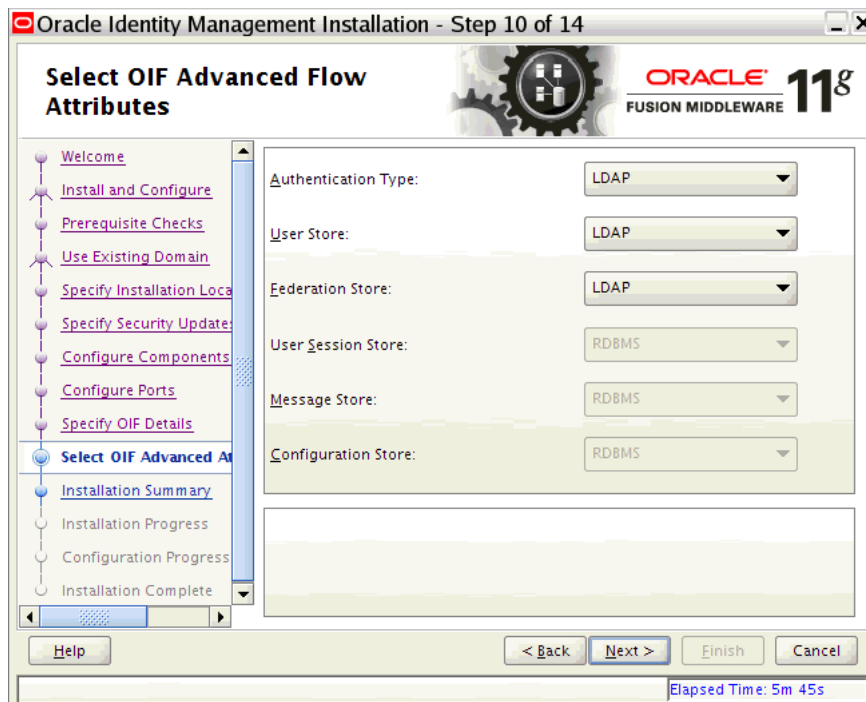 Oracle Identity Management Installation - Step 10 of 14
Select OIF Advanced Flow
Attributes
ORACLE
FUSION MIDDLEWARE 11g
Welcome
Install and Configure
Prerequisite Checks
Use Existing Domain
Specify Installation Loca
Specify Security Updates
Configure Components
Configure Ports
Specify OIF Details
Select OIF Advanced At
Installation Summary
Installation Progress
Configuration Progress
Installation Complete
Authentication Type: LDAP
User Store: LDAP
Federation Store: LDAP
User Session Store: RDBMS
Message Store: RDBMS
Configuration Store: RDBMS
Help < Back Next > Finish Cancel
Elapsed Time: 5m 45s